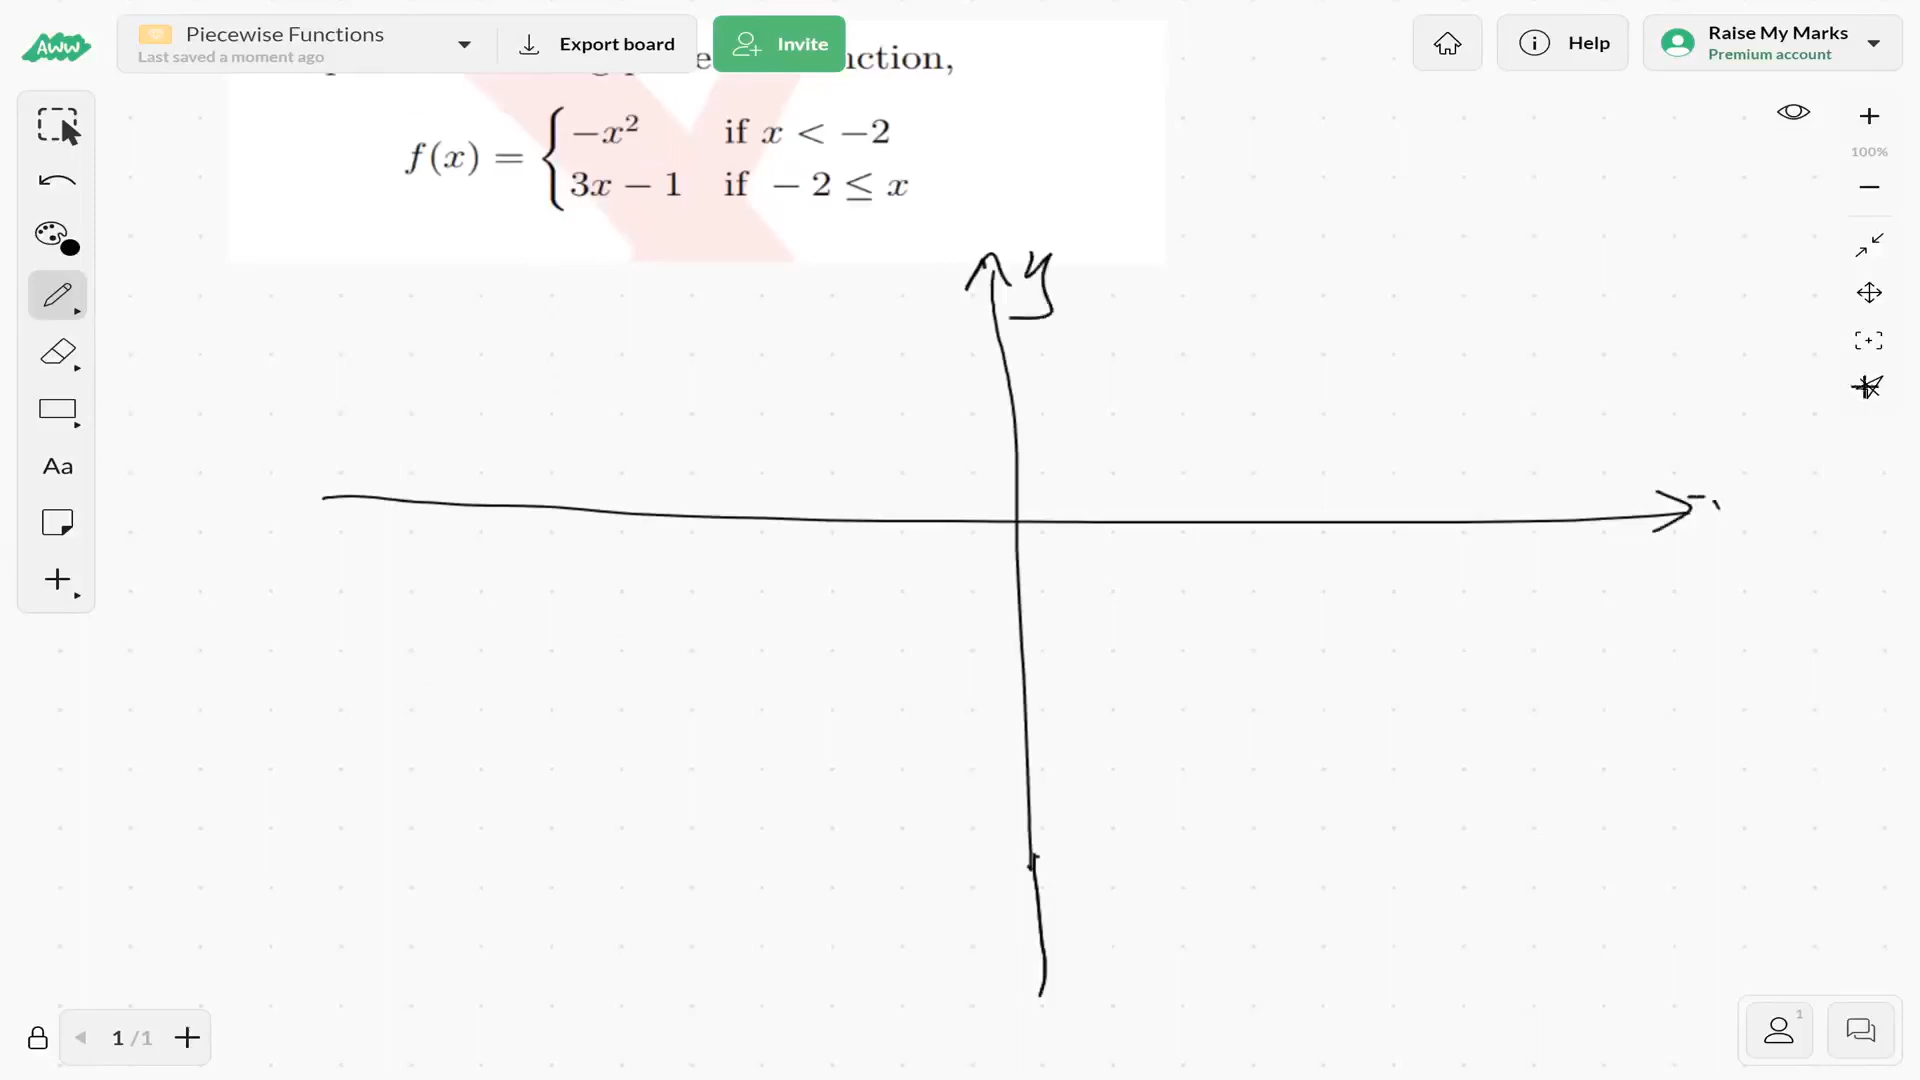 AWW
Piecewise Functions
Last saved a moment ago
Export board
Invite
Help
Raise My Marks
Premium account
100%
f(x) = { −x² if x < −2
3x − 1 if − 2 ≤ x
y
Aa
1 /1
1